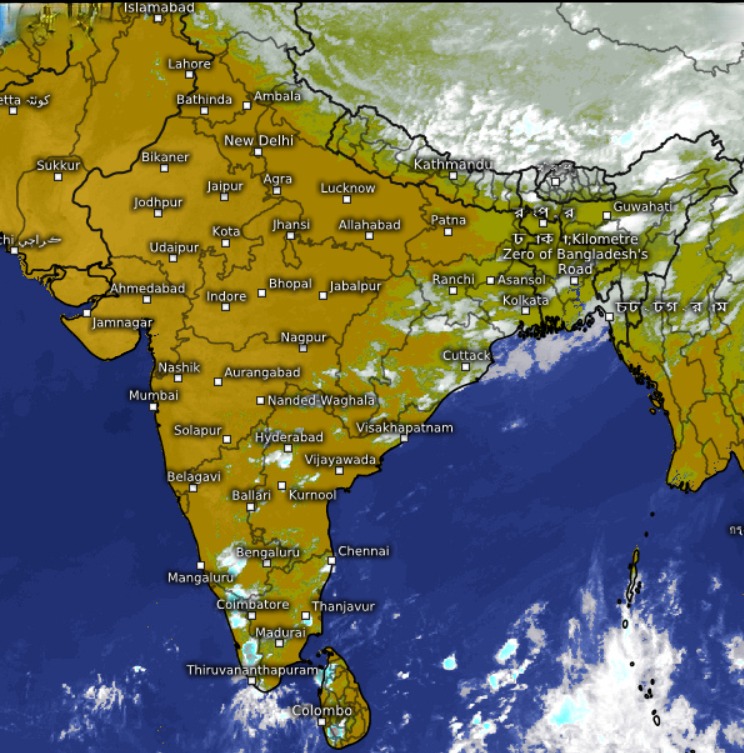 Islamabad
Lahore
کوئٹہ
Bathinda
Ambala
New Delhi
Sukkur
Bikaner
Kathmandu
Jaipur
Agra
Lucknow
Jodhpur
Guwahati
Kota
Jhansi
Allahabad
Patna
کراچی
Udaipur
Kilometre
Zero of Bangladesh's
Road
Ahmedabad
Indore
Bhopal
Jabalpur
Ranchi
Asansol
Kolkata
Jamnagar
Nagpur
Cuttack
Nashik
Aurangabad
Mumbai
Nanded-Waghala
Solapur
Hyderabad
Visakhapatnam
Vijayawada
Belagavi
Ballari
Kurnool
Bengaluru
Chennai
Mangaluru
Coimbatore
Thanjavur
Madurai
Thiruvananthapuram
Colombo